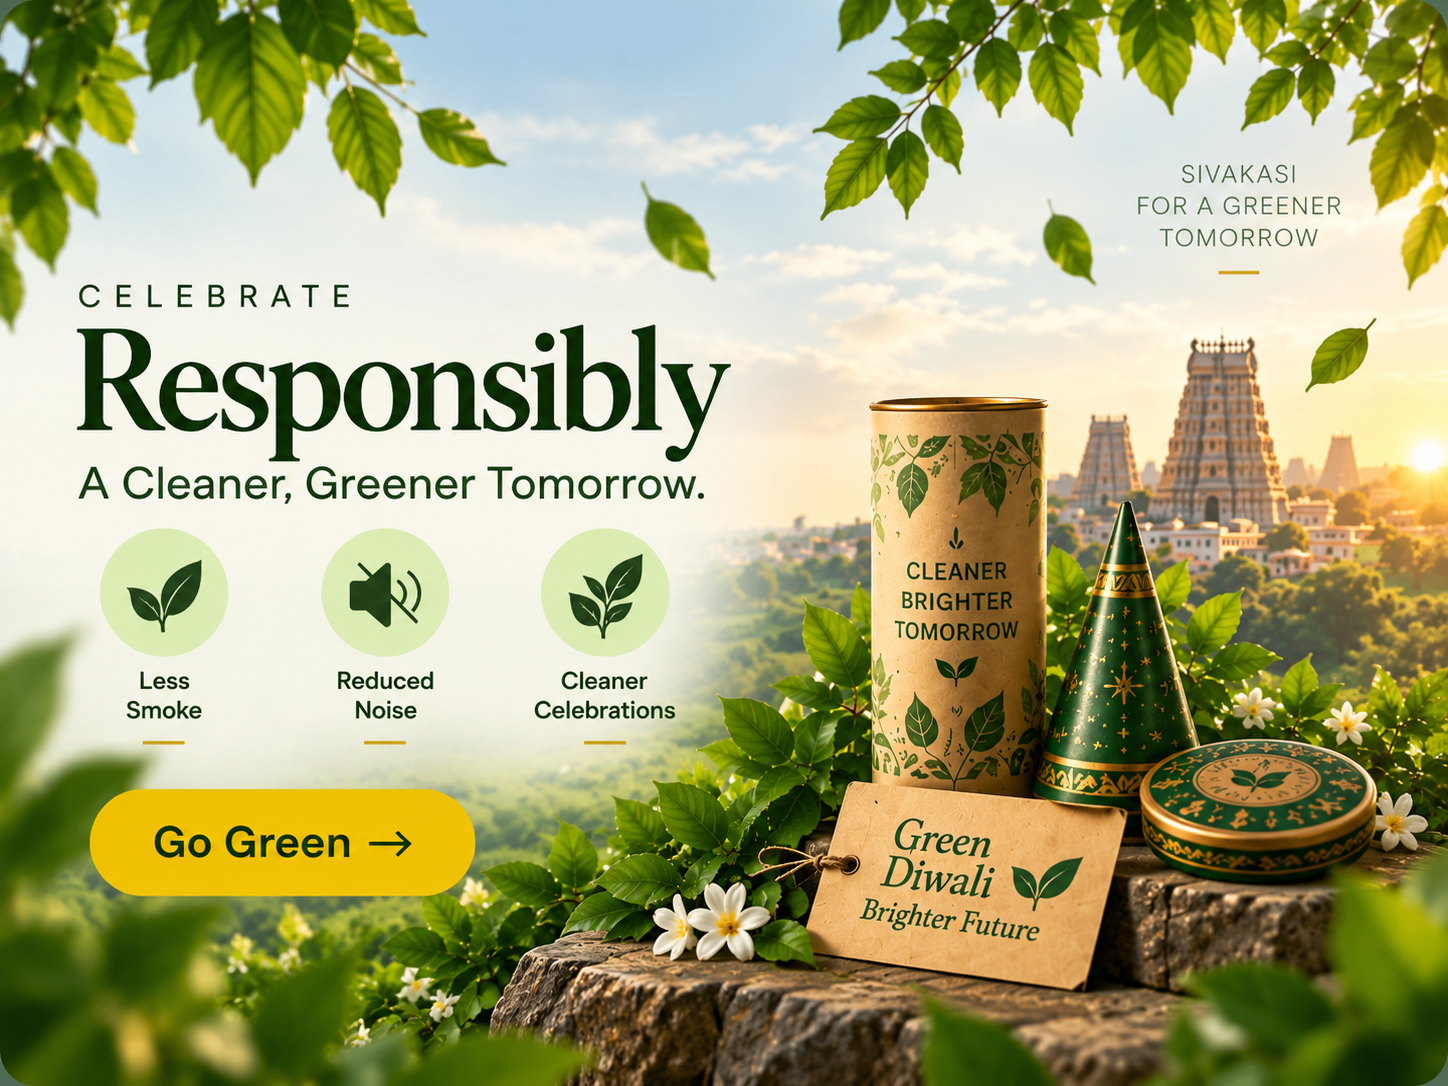 SIVAKASI
FOR A GREENER
TOMORROW
CELEBRATE
Responsibly
A Cleaner, Greener Tomorrow.
Less
Smoke
Reduced
Noise
Cleaner
Celebrations
Go Green →
CLEANER
BRIGHTER
TOMORROW
Green
Diwali
Brighter Future